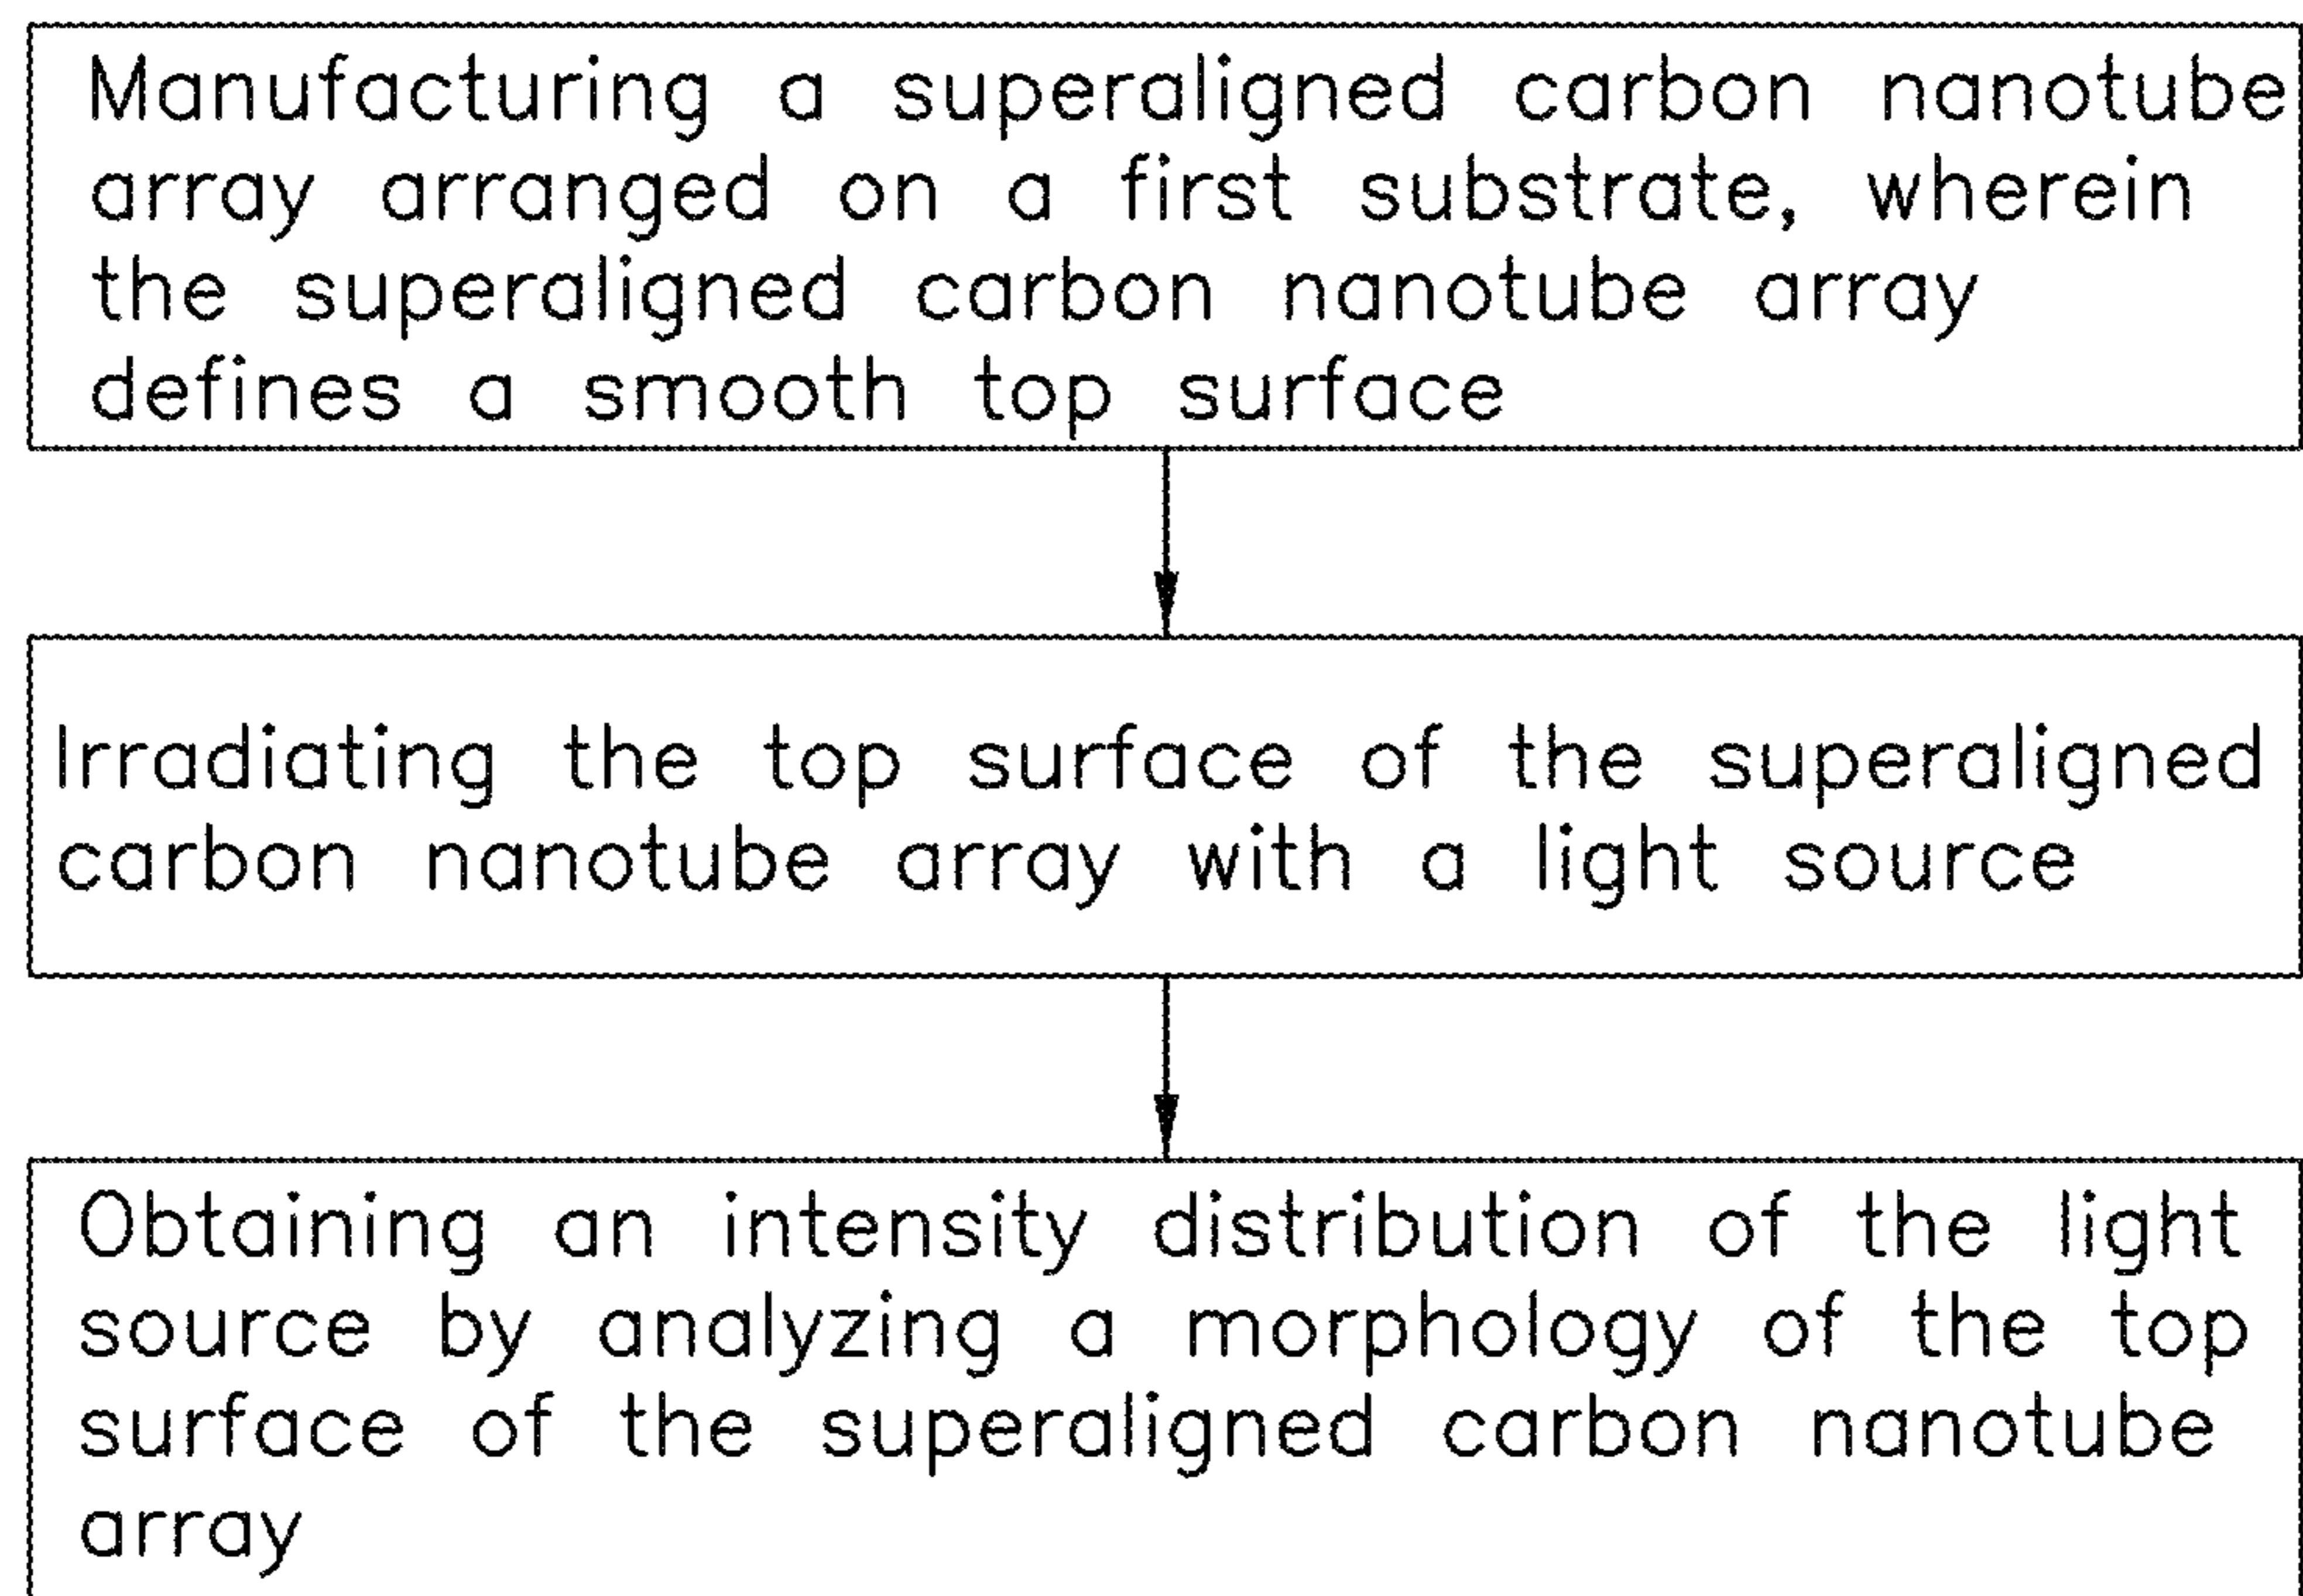 Manufacturing a superaligned carbon nanotube
array arranged on a first substrate, wherein
the superaligned carbon nanotube array
defines a smooth top surface
Irradiating the top surface of the superaligned
carbon nanotube array with a light source
Obtaining an intensity distribution of the light
source by analyzing a morphology of the top
surface of the superaligned carbon nanotube
array